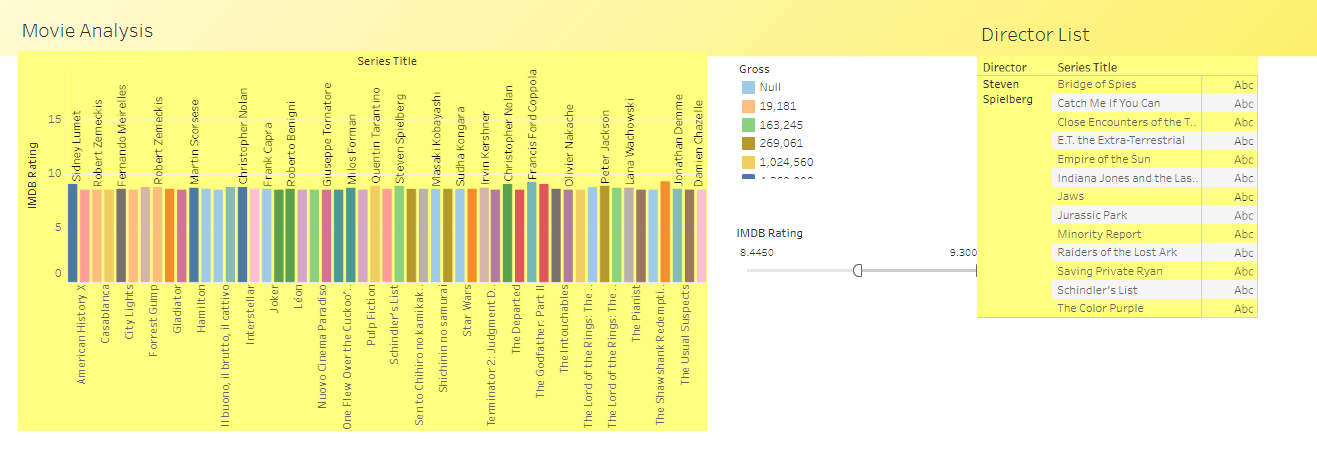 Movie Analysis
Director List
Series Title
IMDB Rating
15
10
5
0
Sidney Lumet
Robert Zemeckis
Fernando Meirelles
Robert Zemeckis
Martin Scorsese
Christopher Nolan
Frank Capra
Roberto Benigni
Giuseppe Tornatore
Milos Forman
Quentin Tarantino
Steven Spielberg
Masaki Kobayashi
Sudha Kongara
Irvin Kershner
Christopher Nolan
Francis Ford Coppola
Olivier Nakache
Peter Jackson
Lana Wachowski
Jonathan Demme
Damien Chazelle
American History X
Casablanca
City Lights
Forrest Gump
Gladiator
Hamilton
Il buono, il brutto, il cattivo
Interstellar
Joker
Léon
Nuovo Cinema Paradiso
One Flew Over the Cuckoo'..
Pulp Fiction
Schindler's List
Sen to Chihiro no kamikak..
Shichinin no samurai
Star Wars
Terminator 2: Judgment D..
The Departed
The Godfather: Part II
The Intouchables
The Lord of the Rings: The ..
The Lord of the Rings: The ..
The Pianist
The Shawshank Redempti..
The Usual Suspects
Gross
Null
19,181
163,245
269,061
1,024,560
IMDB Rating
8.4450 9.300
Director Series Title
Steven Spielberg
Bridge of Spies Abc
Catch Me If You Can Abc
Close Encounters of the T.. Abc
E.T. the Extra-Terrestrial Abc
Empire of the Sun Abc
Indiana Jones and the Las.. Abc
Jaws Abc
Jurassic Park Abc
Minority Report Abc
Raiders of the Lost Ark Abc
Saving Private Ryan Abc
Schindler's List Abc
The Color Purple Abc